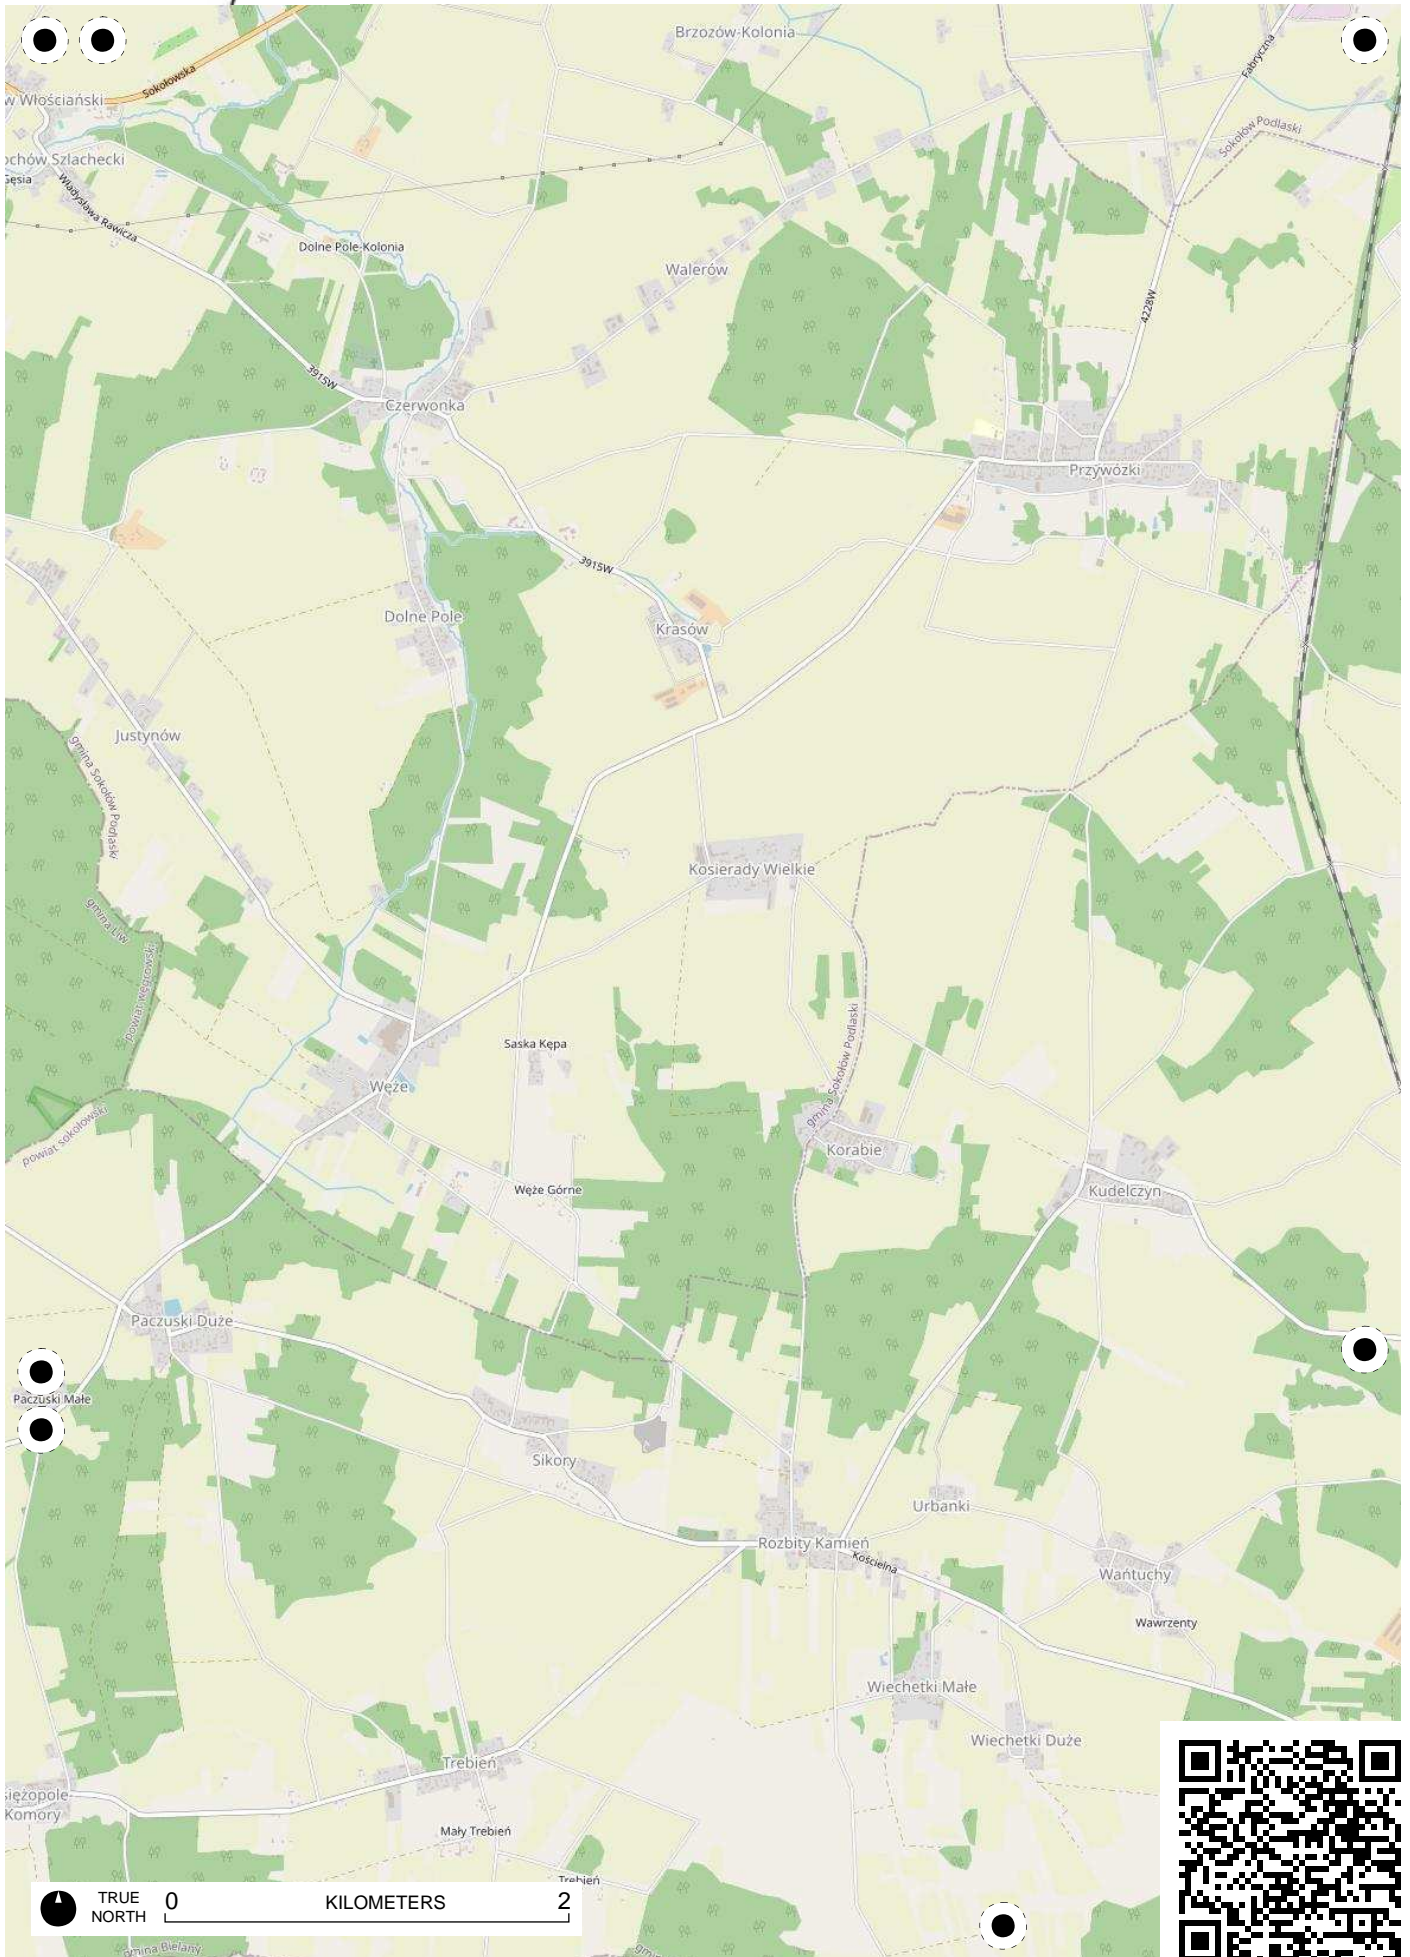 Brzozów-Kolonia
Fabryczna
Sokołowska
w Włościański
Sokołów Podlaski
ochów Szlachecki
Gęsia
Władysława Rawicza
Dolne Pole-Kolonia
Walerów
4228W
3915W
Czerwonka
Przywózki
3915W
Dolne Pole
Krasów
Justynów
gmina Sokołów Podlaski
Kosierady Wielkie
gmina Liw
powiat węgrowski
gmina Sokołów Podlaski
Saska Kępa
Węże
powiat sokołowski
Korabie
Węże Górne
Kudelczyn
Paczuski Duże
Paczuski Małe
Sikory
Urbanki
Rozbity Kamień
Kościelna
Wańtuchy
Wawrzenty
Wiechetki Małe
Wiechetki Duże
Trebień
siężopole-
Komory
Mały Trebień
Trebień
TRUE
NORTH
0 KILOMETERS 2
gmina Bielany